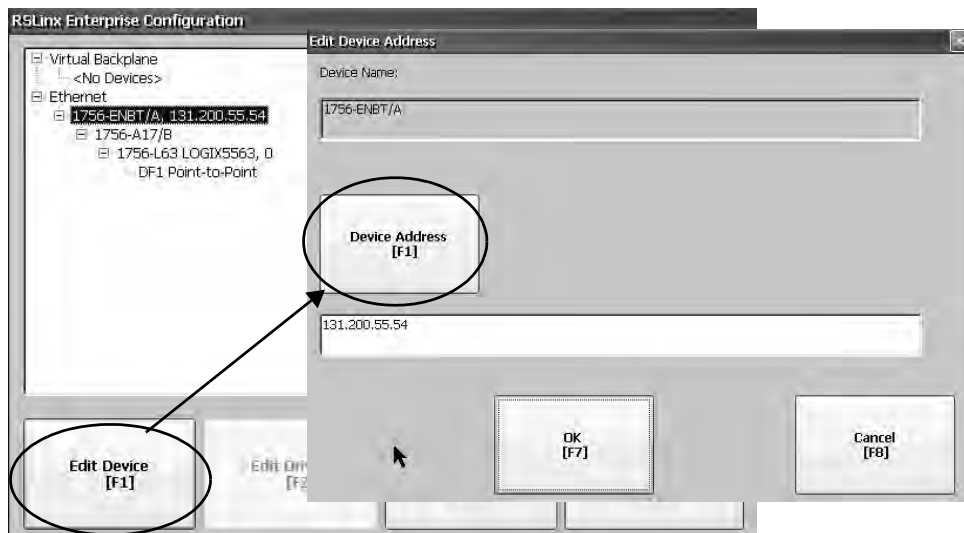 RSLinx Enterprise Configuration
Virtual Backplane
<No Devices>
Ethernet
1756-ENBT/A, 131.200.55.54
1756-A17/B
1756-L63 LOGIX5563, 0
DF1 Point-to-Point
Edit Device
[F1]
Edit
Edit Device Address
Device Name:
1756-ENBT/A
Device Address
[F1]
131.200.55.54
OK
[F7]
Cancel
[F8]